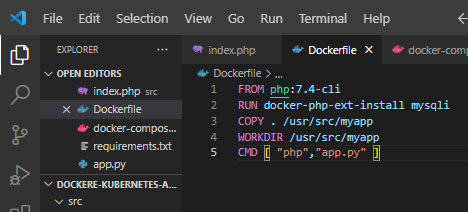 File Edit Selection View Go Run Terminal Help
EXPLORER ...
index.php
Dockerfile
docker-comp
OPEN EDITORS
index.php src
Dockerfile
docker-compos...
requirements.txt
app.py
DOCKERE-KUBERNETES-A...
src
Dockerfile > ...
1 FROM php:7.4-cli
2 RUN docker-php-ext-install mysqli
3 COPY . /usr/src/myapp
4 WORKDIR /usr/src/myapp
5 CMD [ "php","app.py" ]